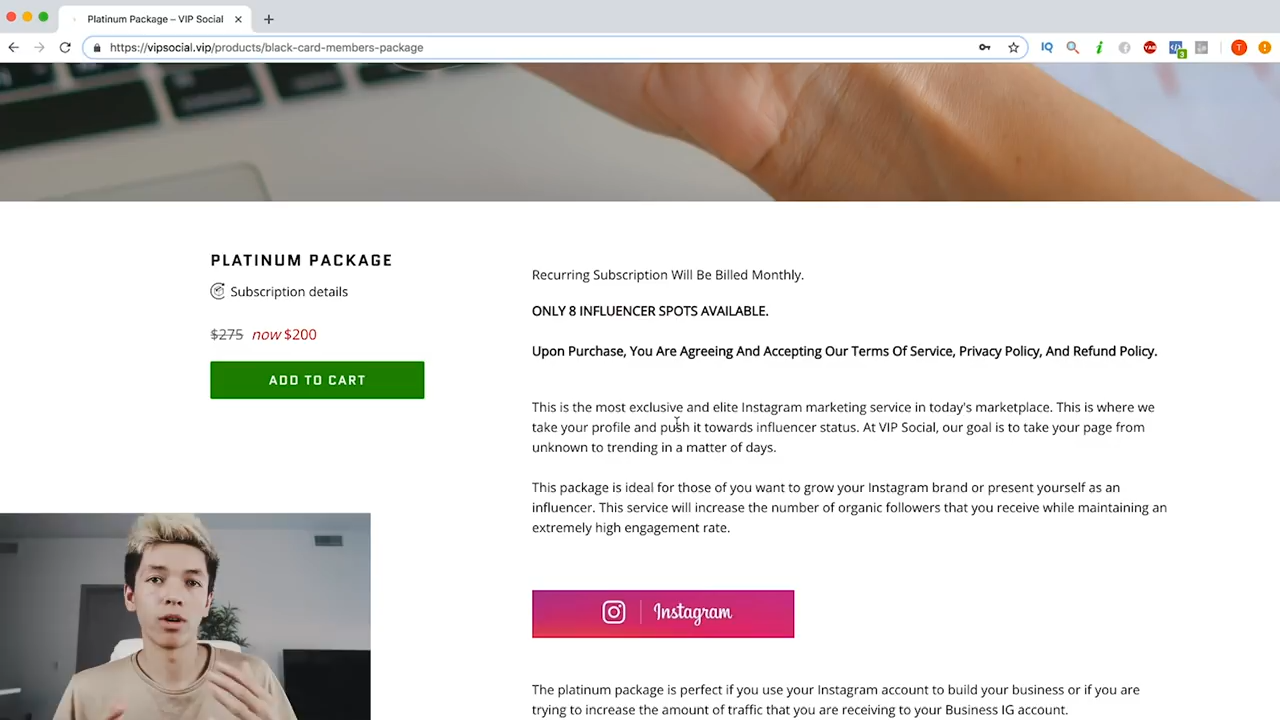 Platinum Package – VIP Social
https://vipsocial.vip/products/black-card-members-package
IQ
YAB
3
T
PLATINUM PACKAGE
Subscription details
$275 now $200
ADD TO CART
Recurring Subscription Will Be Billed Monthly.
ONLY 8 INFLUENCER SPOTS AVAILABLE.
Upon Purchase, You Are Agreeing And Accepting Our Terms Of Service, Privacy Policy, And Refund Policy.
This is the most exclusive and elite Instagram marketing service in today's marketplace. This is where we
take your profile and push it towards influencer status. At VIP Social, our goal is to take your page from
unknown to trending in a matter of days.
This package is ideal for those of you want to grow your Instagram brand or present yourself as an
influencer. This service will increase the number of organic followers that you receive while maintaining an
extremely high engagement rate.
Instagram
The platinum package is perfect if you use your Instagram account to build your business or if you are
trying to increase the amount of traffic that you are receiving to your Business IG account.